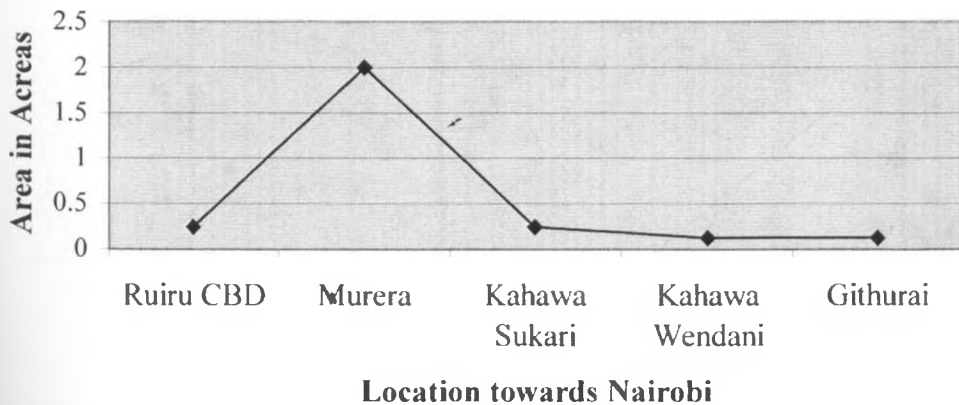 Area in Acreas
2.5
2
1.5
1
0.5
0
Ruiru CBD
Murera
Kahawa
Sukari
Kahawa
Wendani
Githurai
Location towards Nairobi